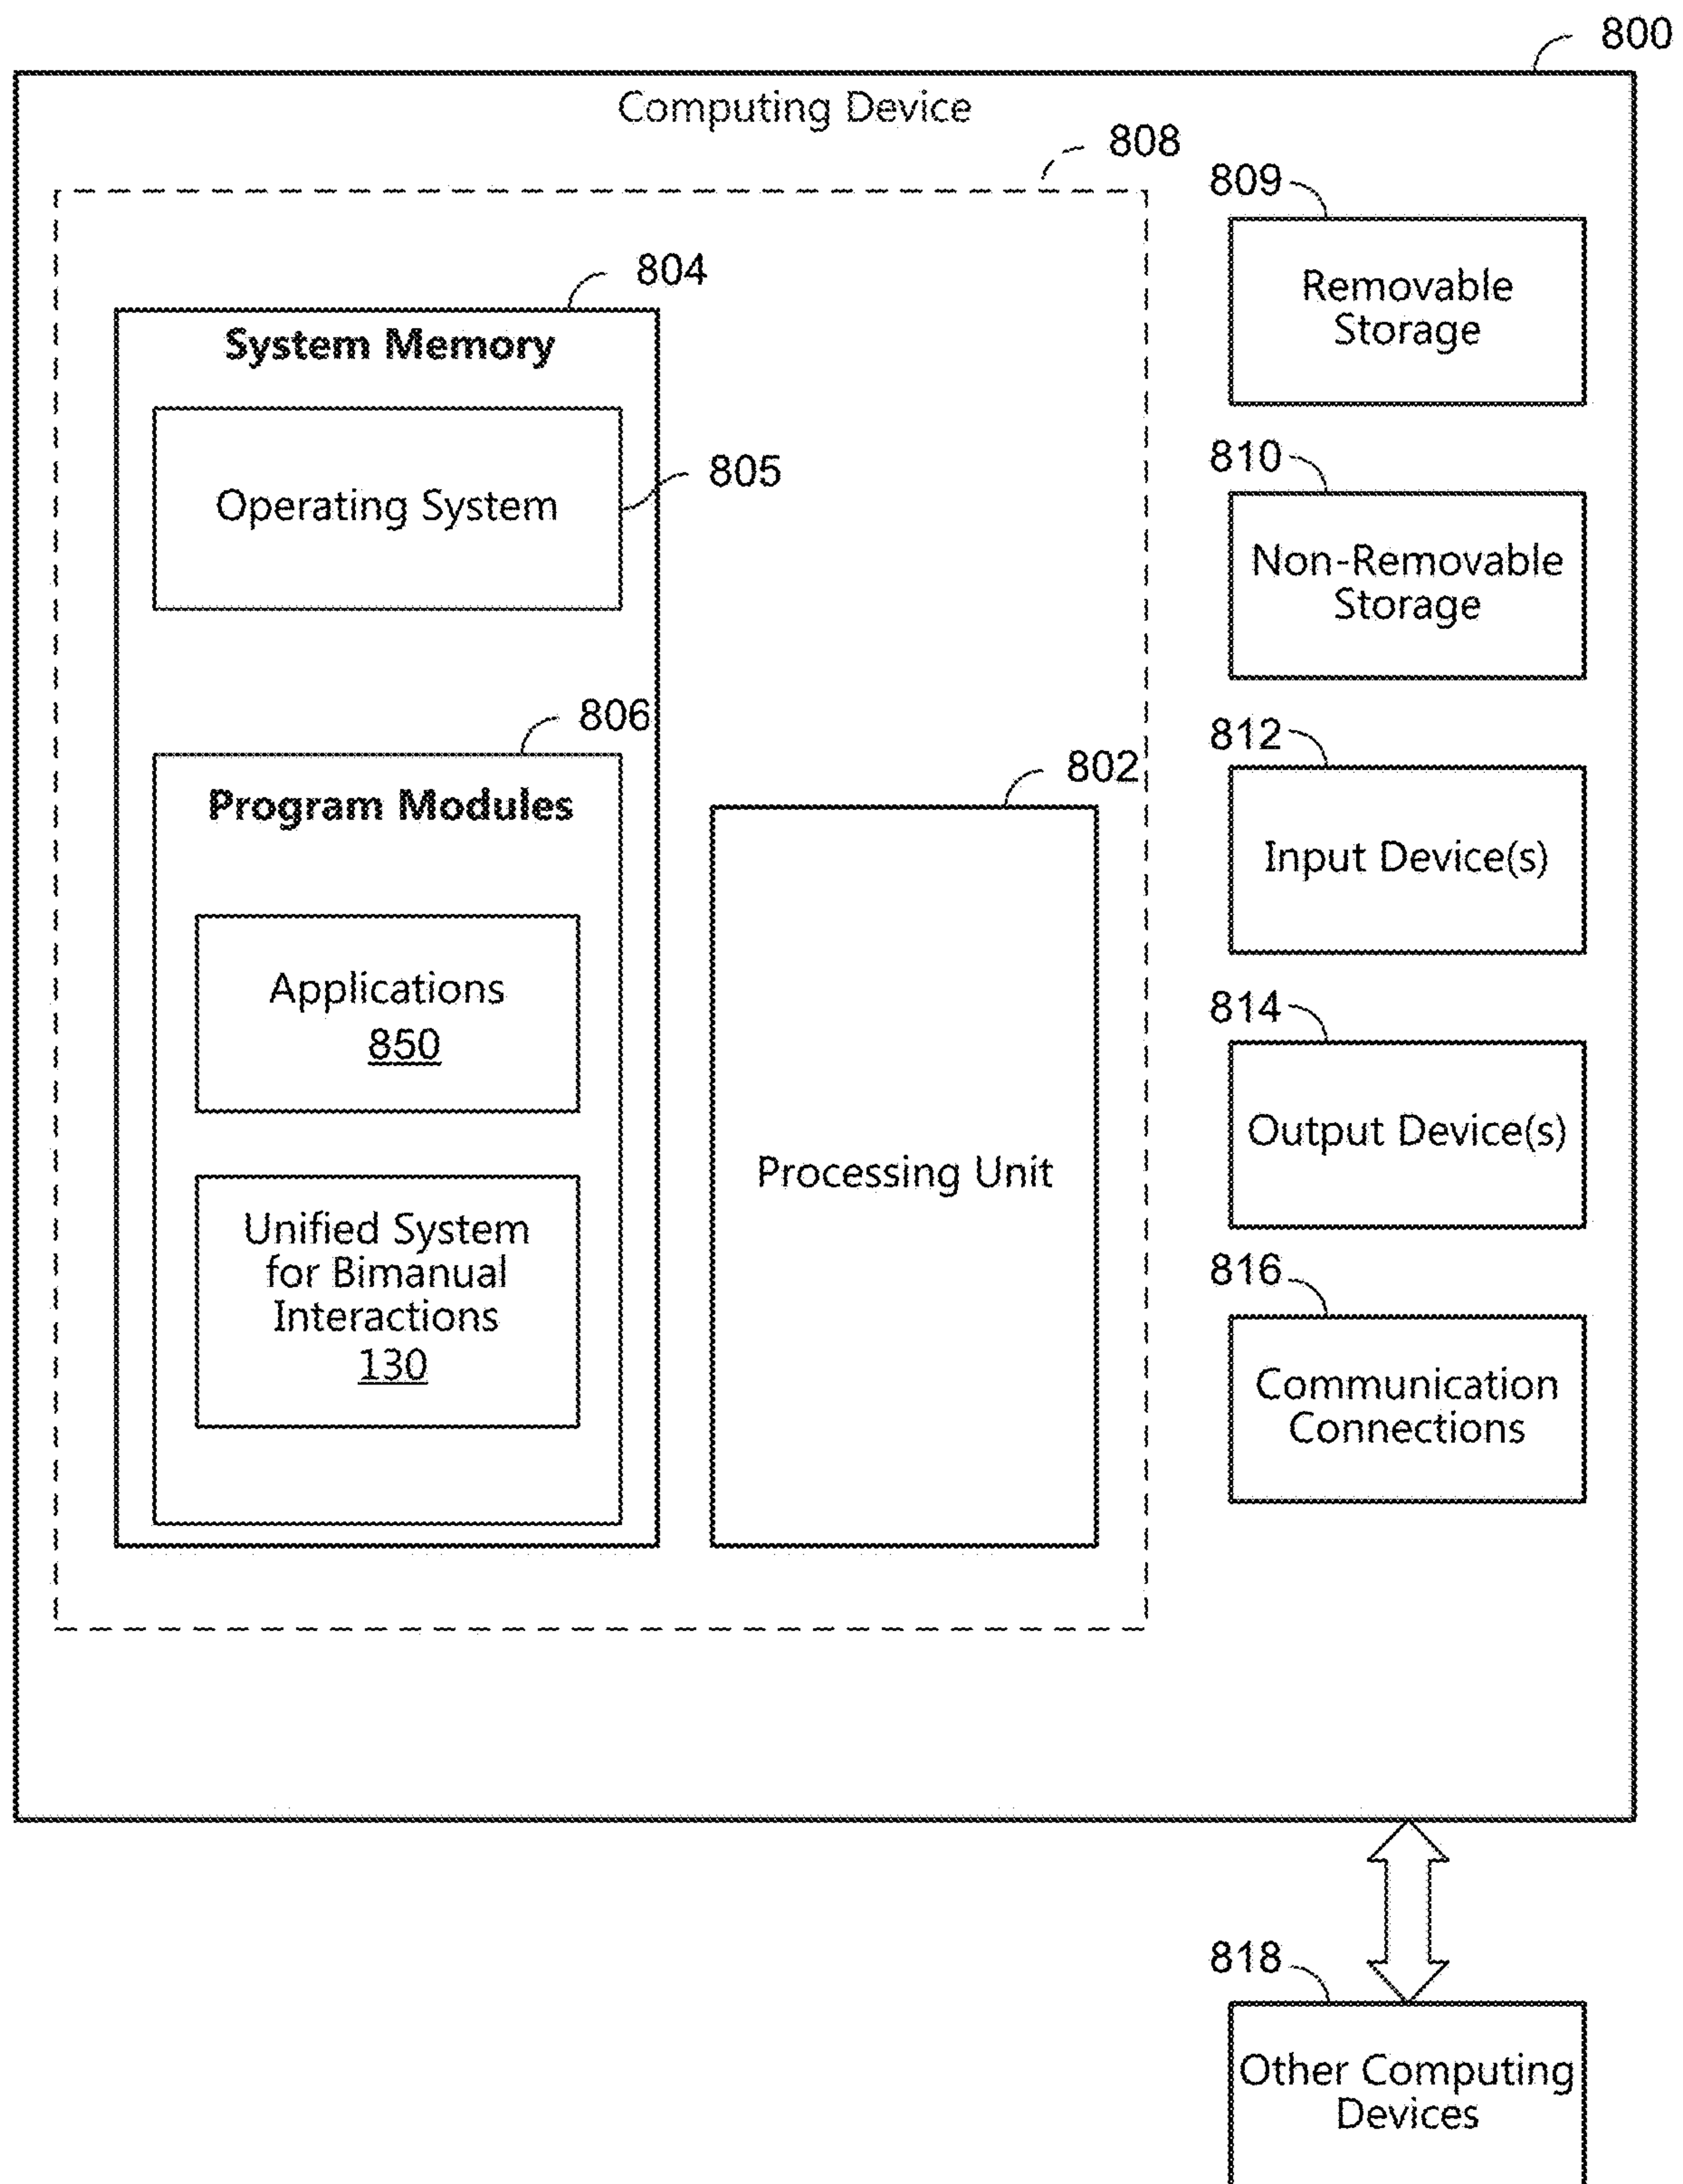 800
Computing Device
808
809
Removable
Storage
804
System Memory
Operating System
805
810
Non-Removable
Storage
806
Program Modules
802
812
Input Device(s)
Applications
850
814
Output Device(s)
Processing Unit
Unified System
for Bimanual
Interactions
130
816
Communication
Connections
818
Other Computing
Devices